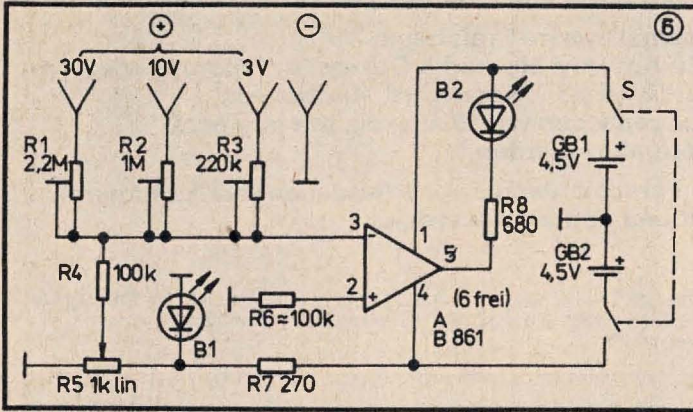 + − 6
30V 10V 3V
B2 S
R1 2,2M
R2 1M
R3 220k
GB1 4,5V
+
R8 680
3 − 1
5
R4 100k
GB2 4,5V
+
2 + 4
(6 frei)
R6≈100k
A
B 861
B1
R5 1k lin R7 270